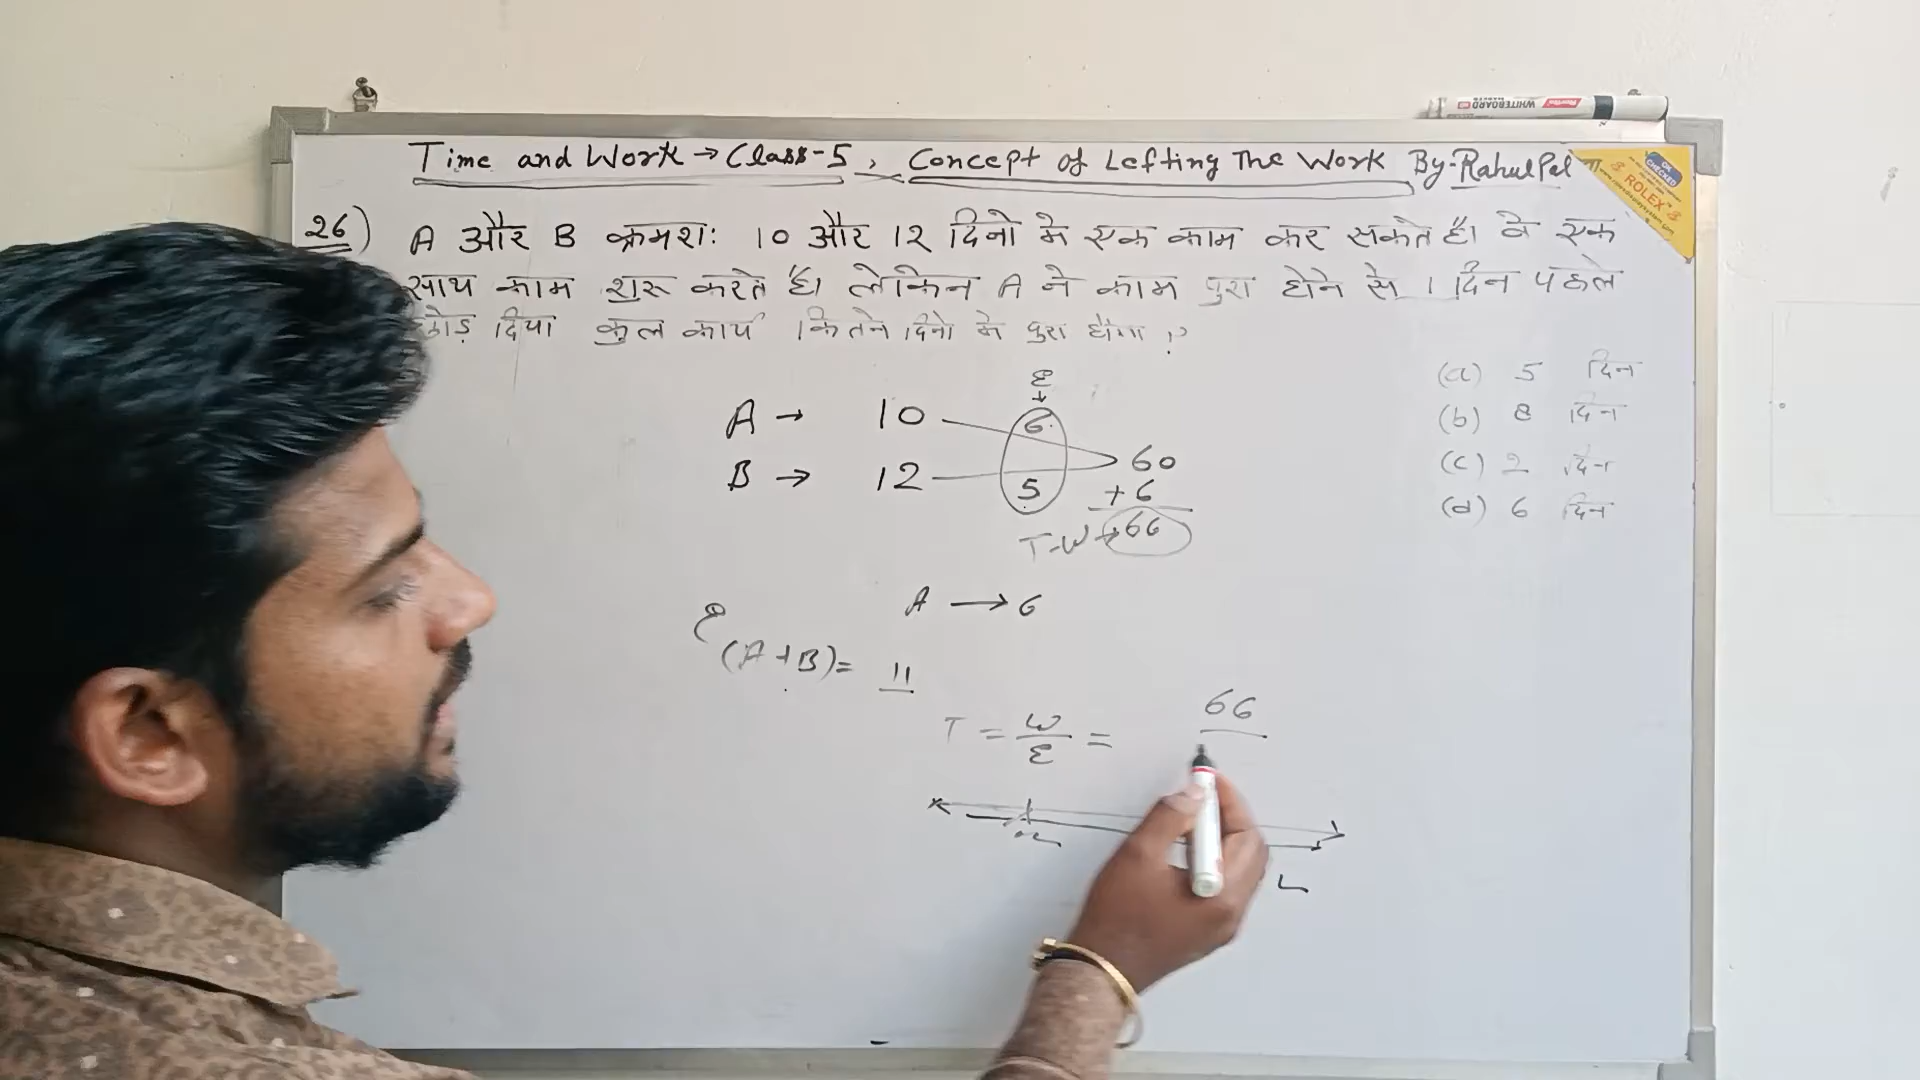 WHITEBOARD
Time and Work → Class-5, Concept of Lefting The Work By-Rahul Pal
ROLEX
26) A और B क्रमशः 10 और 12 दिनो मे एक काम कर सकते है। वे एक
साथ काम शुरू करते है। लेकिन A ने काम पुरा होने से 1 दिन पहले
छोड़ दिया कुल कार्य कितने दिनो मे पुरा होगा ?
(a) 5 दिन
(b) 8 दिन
(c) 2 दिन
(d) 6 दिन
E
↓
A → 10 6
60
B → 12 5
+6
T.W → 66
A → 6
E(A+B) = 11
T = W/E = 66